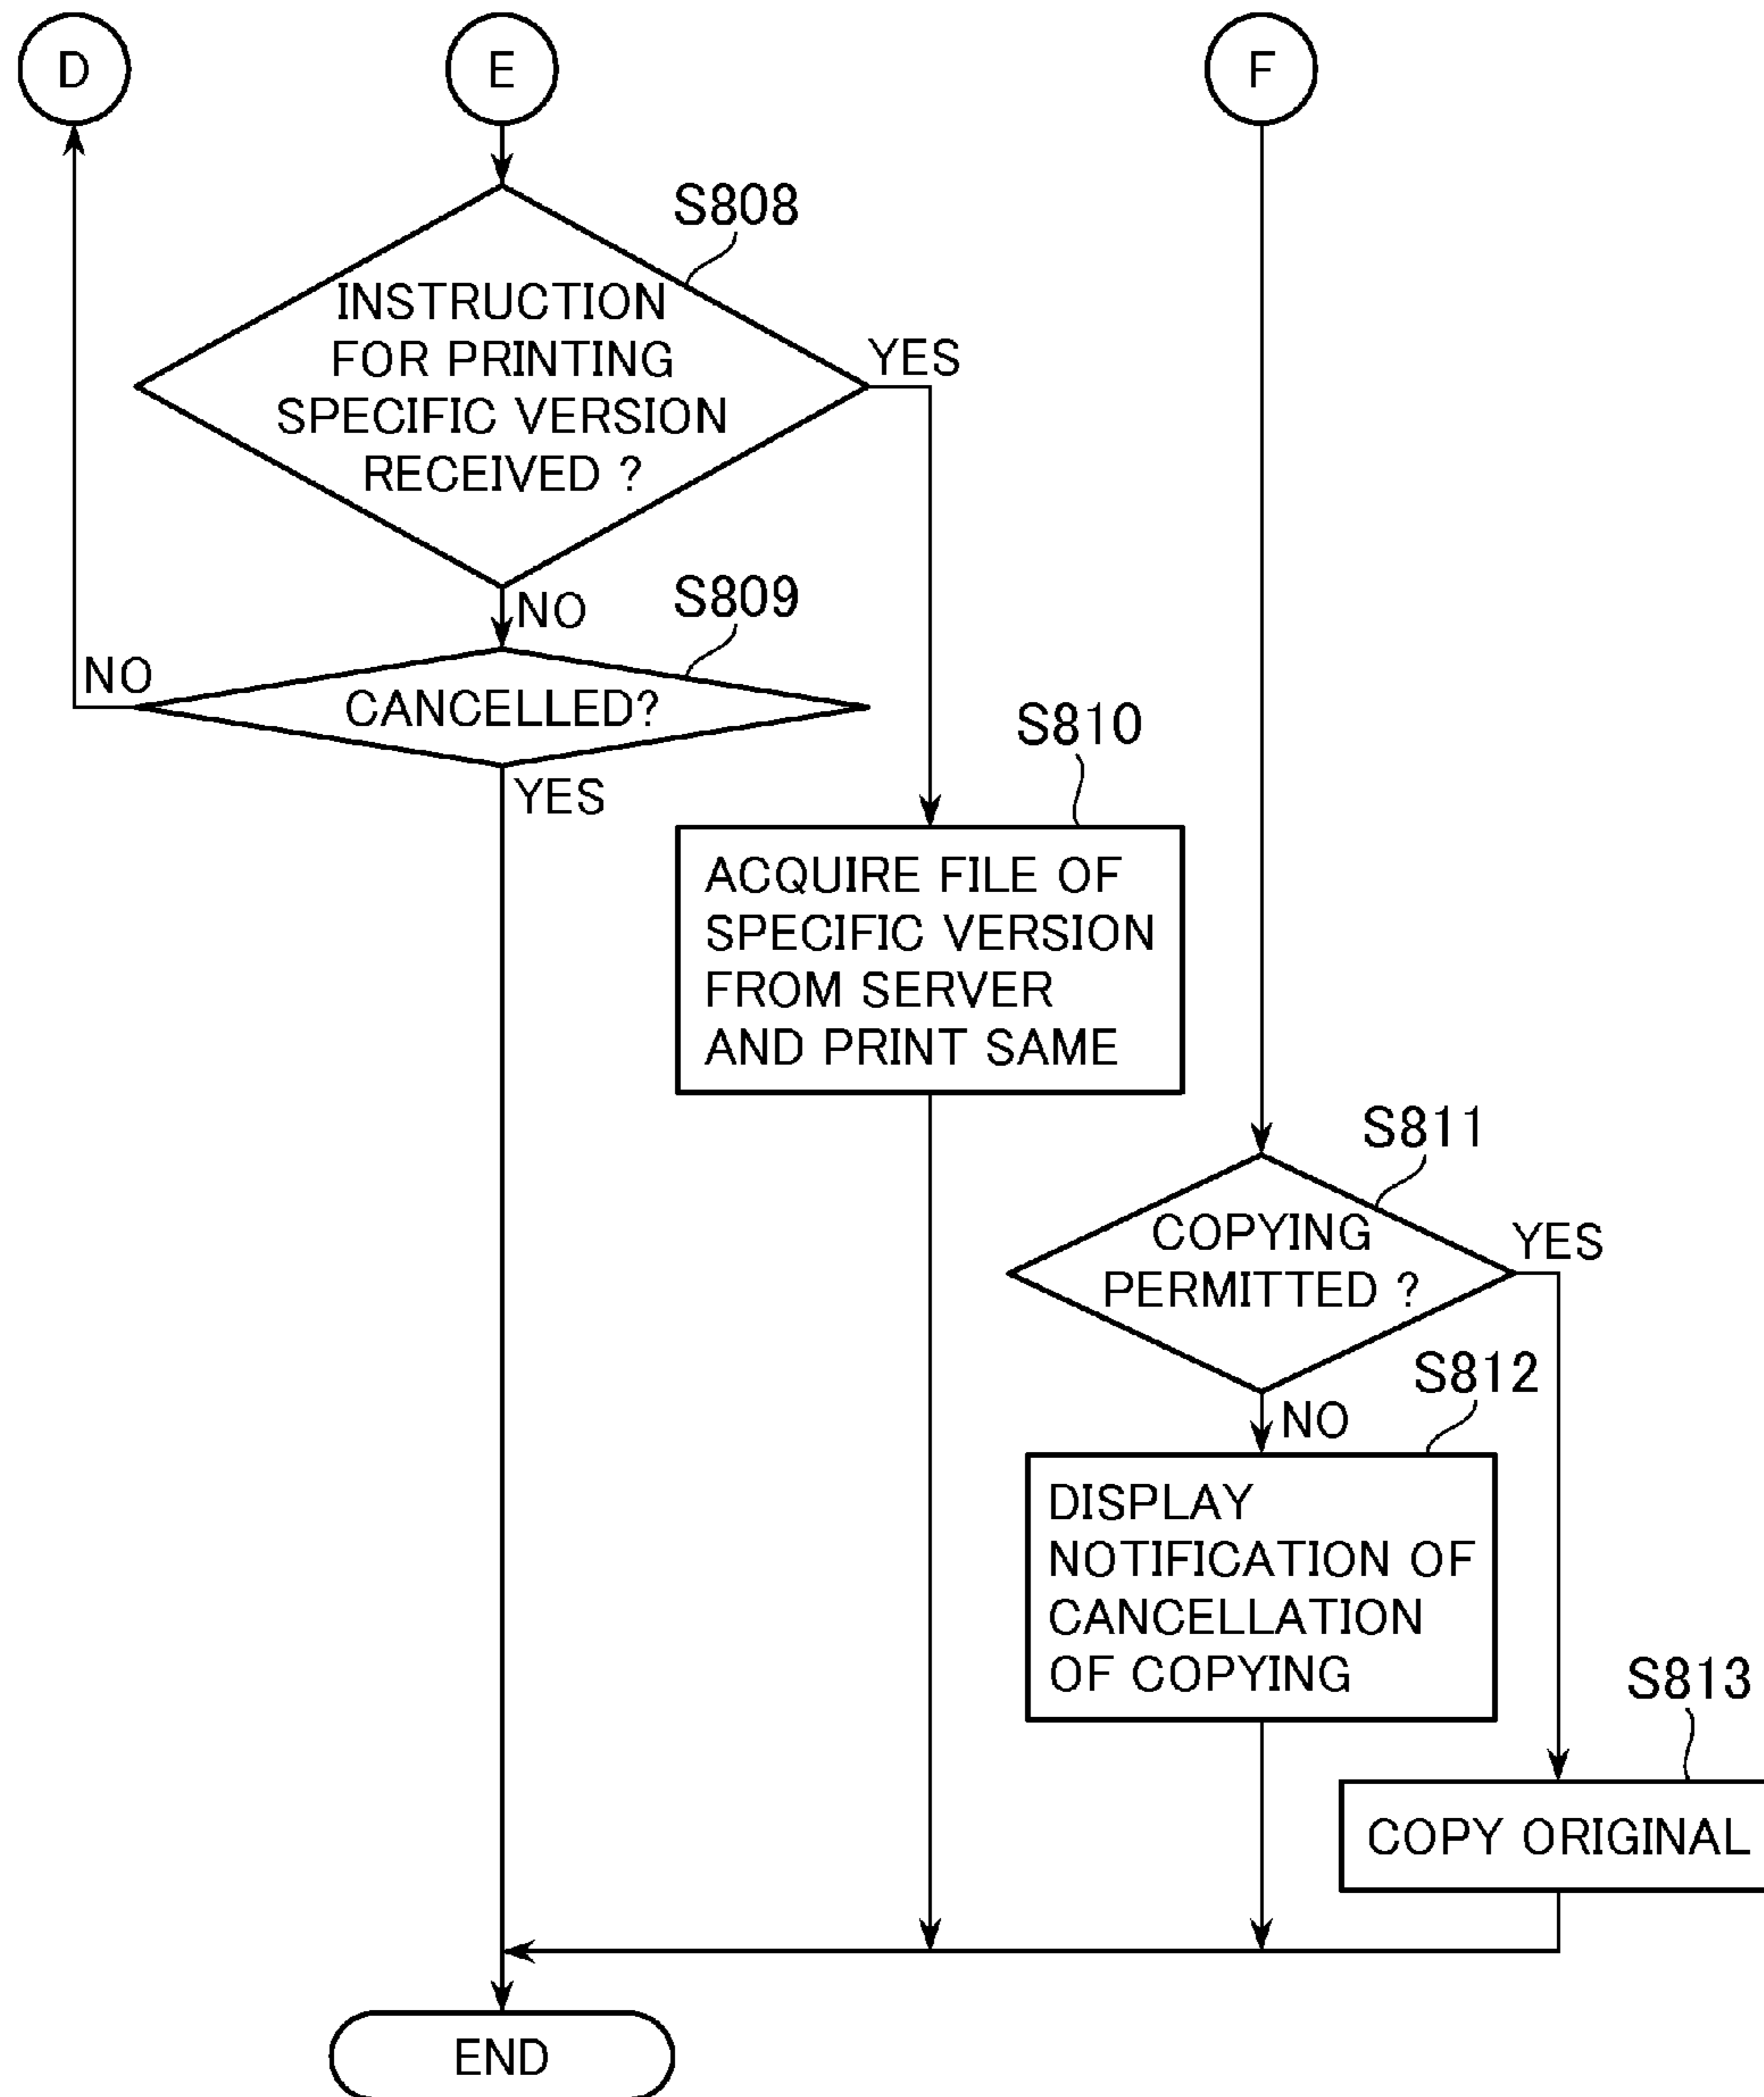 D
E
F
S808
INSTRUCTION
FOR PRINTING
SPECIFIC VERSION
RECEIVED ?
YES
NO
S809
NO
CANCELLED?
YES
S810
ACQUIRE FILE OF
SPECIFIC VERSION
FROM SERVER
AND PRINT SAME
S811
COPYING
PERMITTED ?
YES
S812
NO
DISPLAY
NOTIFICATION OF
CANCELLATION
OF COPYING
S813
COPY ORIGINAL
END